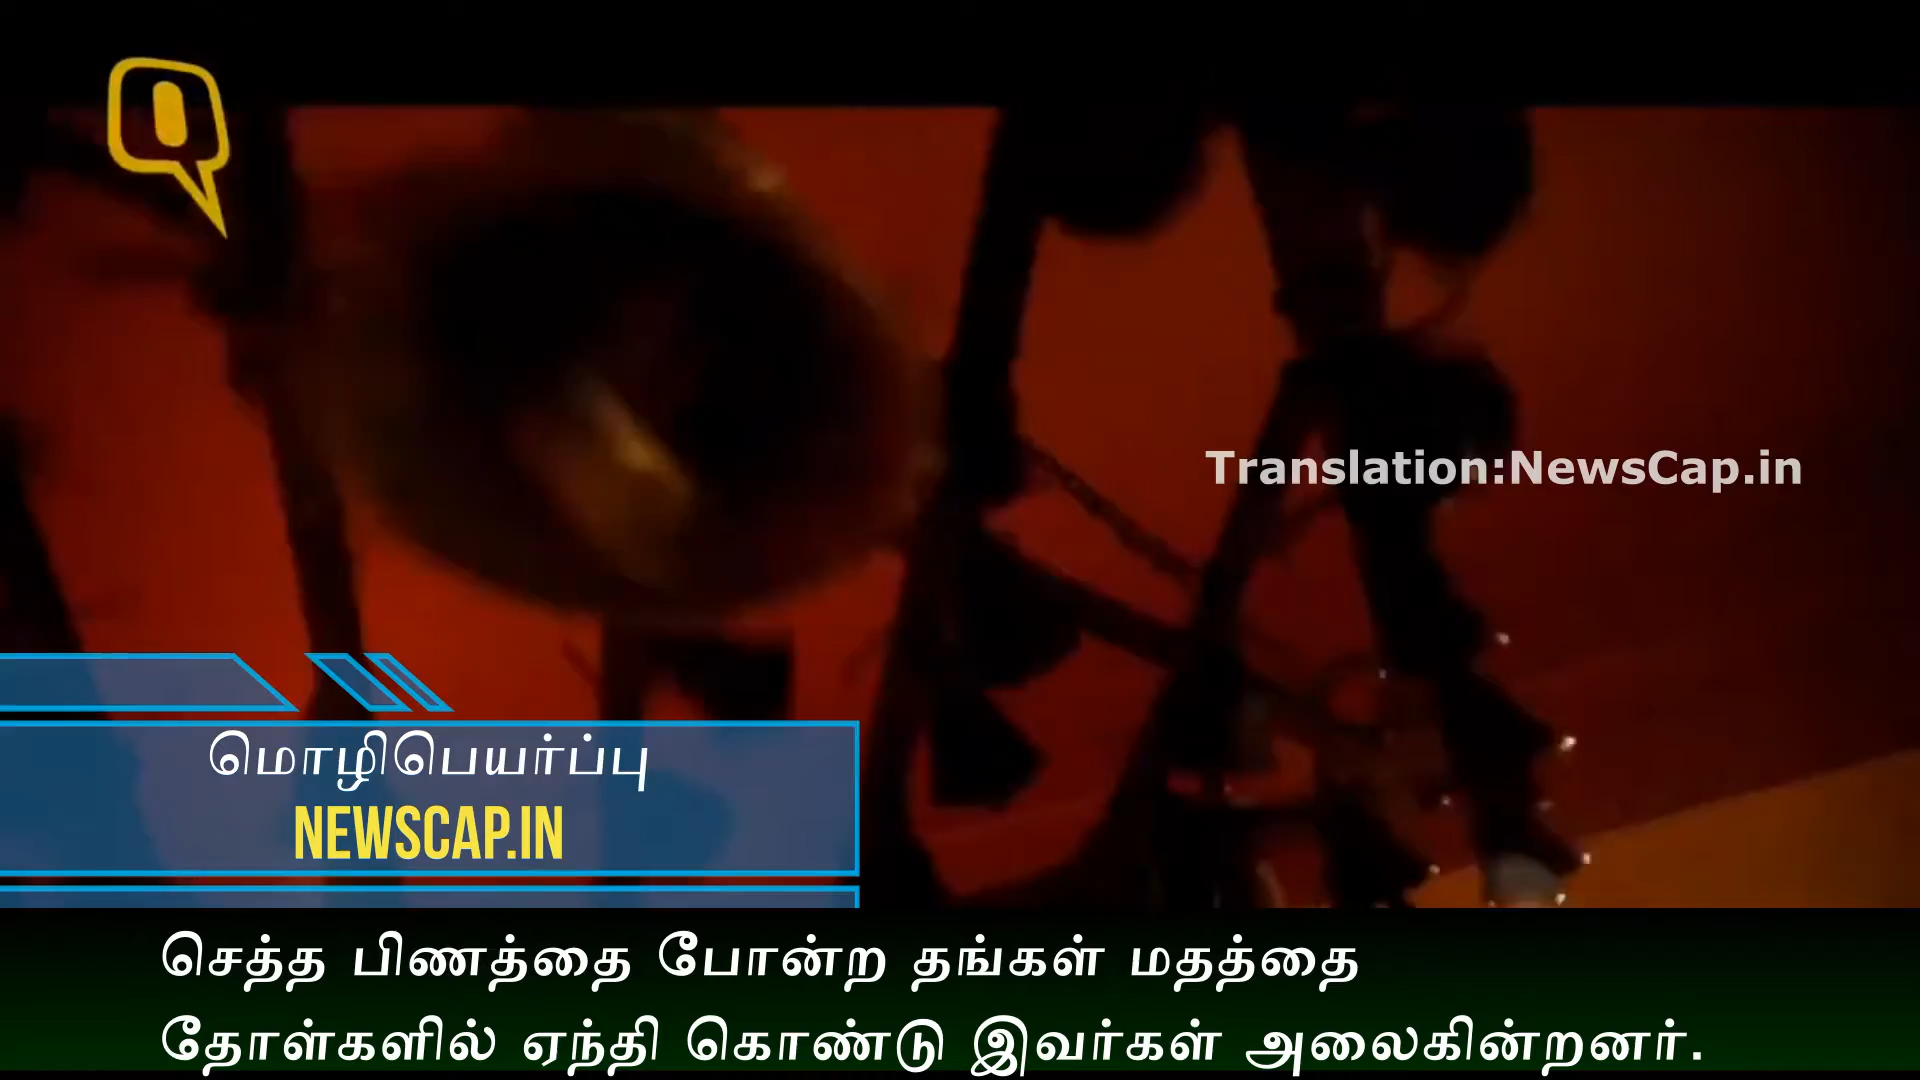 Translation:NewsCap.in
மொழிபெயர்ப்பு
NEWSCAP.IN
செத்த பிணத்தை போன்ற தங்கள் மதத்தை
தோள்களில் ஏந்தி கொண்டு இவர்கள் அலைகின்றனர்.